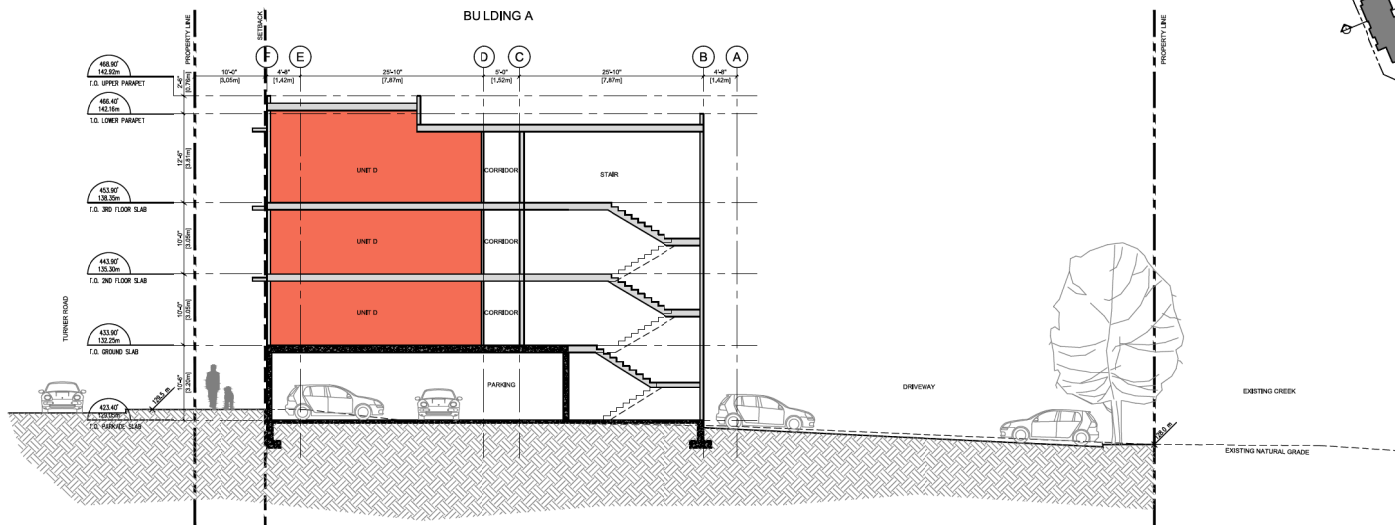 BUILDING A
PROPERTY LINE
SETBACK
PROPERTY LINE
F
E
D
C
B
A
10'-0"
[3,05m]
4'-8"
[1,42m]
25'-10"
[7,87m]
5'-0"
[1,52m]
25'-10"
[7,87m]
4'-8"
[1,42m]
468.90'
142.92m
T.O. UPPER PARAPET
2'-6"
[0.76m]
466.40'
142.16m
T.O. LOWER PARAPET
12'-6"
[3.81m]
UNIT D
CORRIDOR
STAIR
453.90'
138.35m
T.O. 3RD FLOOR SLAB
10'-0"
[3.05m]
UNIT D
CORRIDOR
443.90'
135.30m
T.O. 2ND FLOOR SLAB
10'-0"
[3.05m]
UNIT D
CORRIDOR
TURNER ROAD
433.90'
132.25m
T.O. GROUND SLAB
10'-6"
[3.20m]
PARKING
DRIVEWAY
EXISTING CREEK
129.5 m
423.40'
129.05m
T.O. PARKADE SLAB
128.0 m
EXISTING NATURAL GRADE